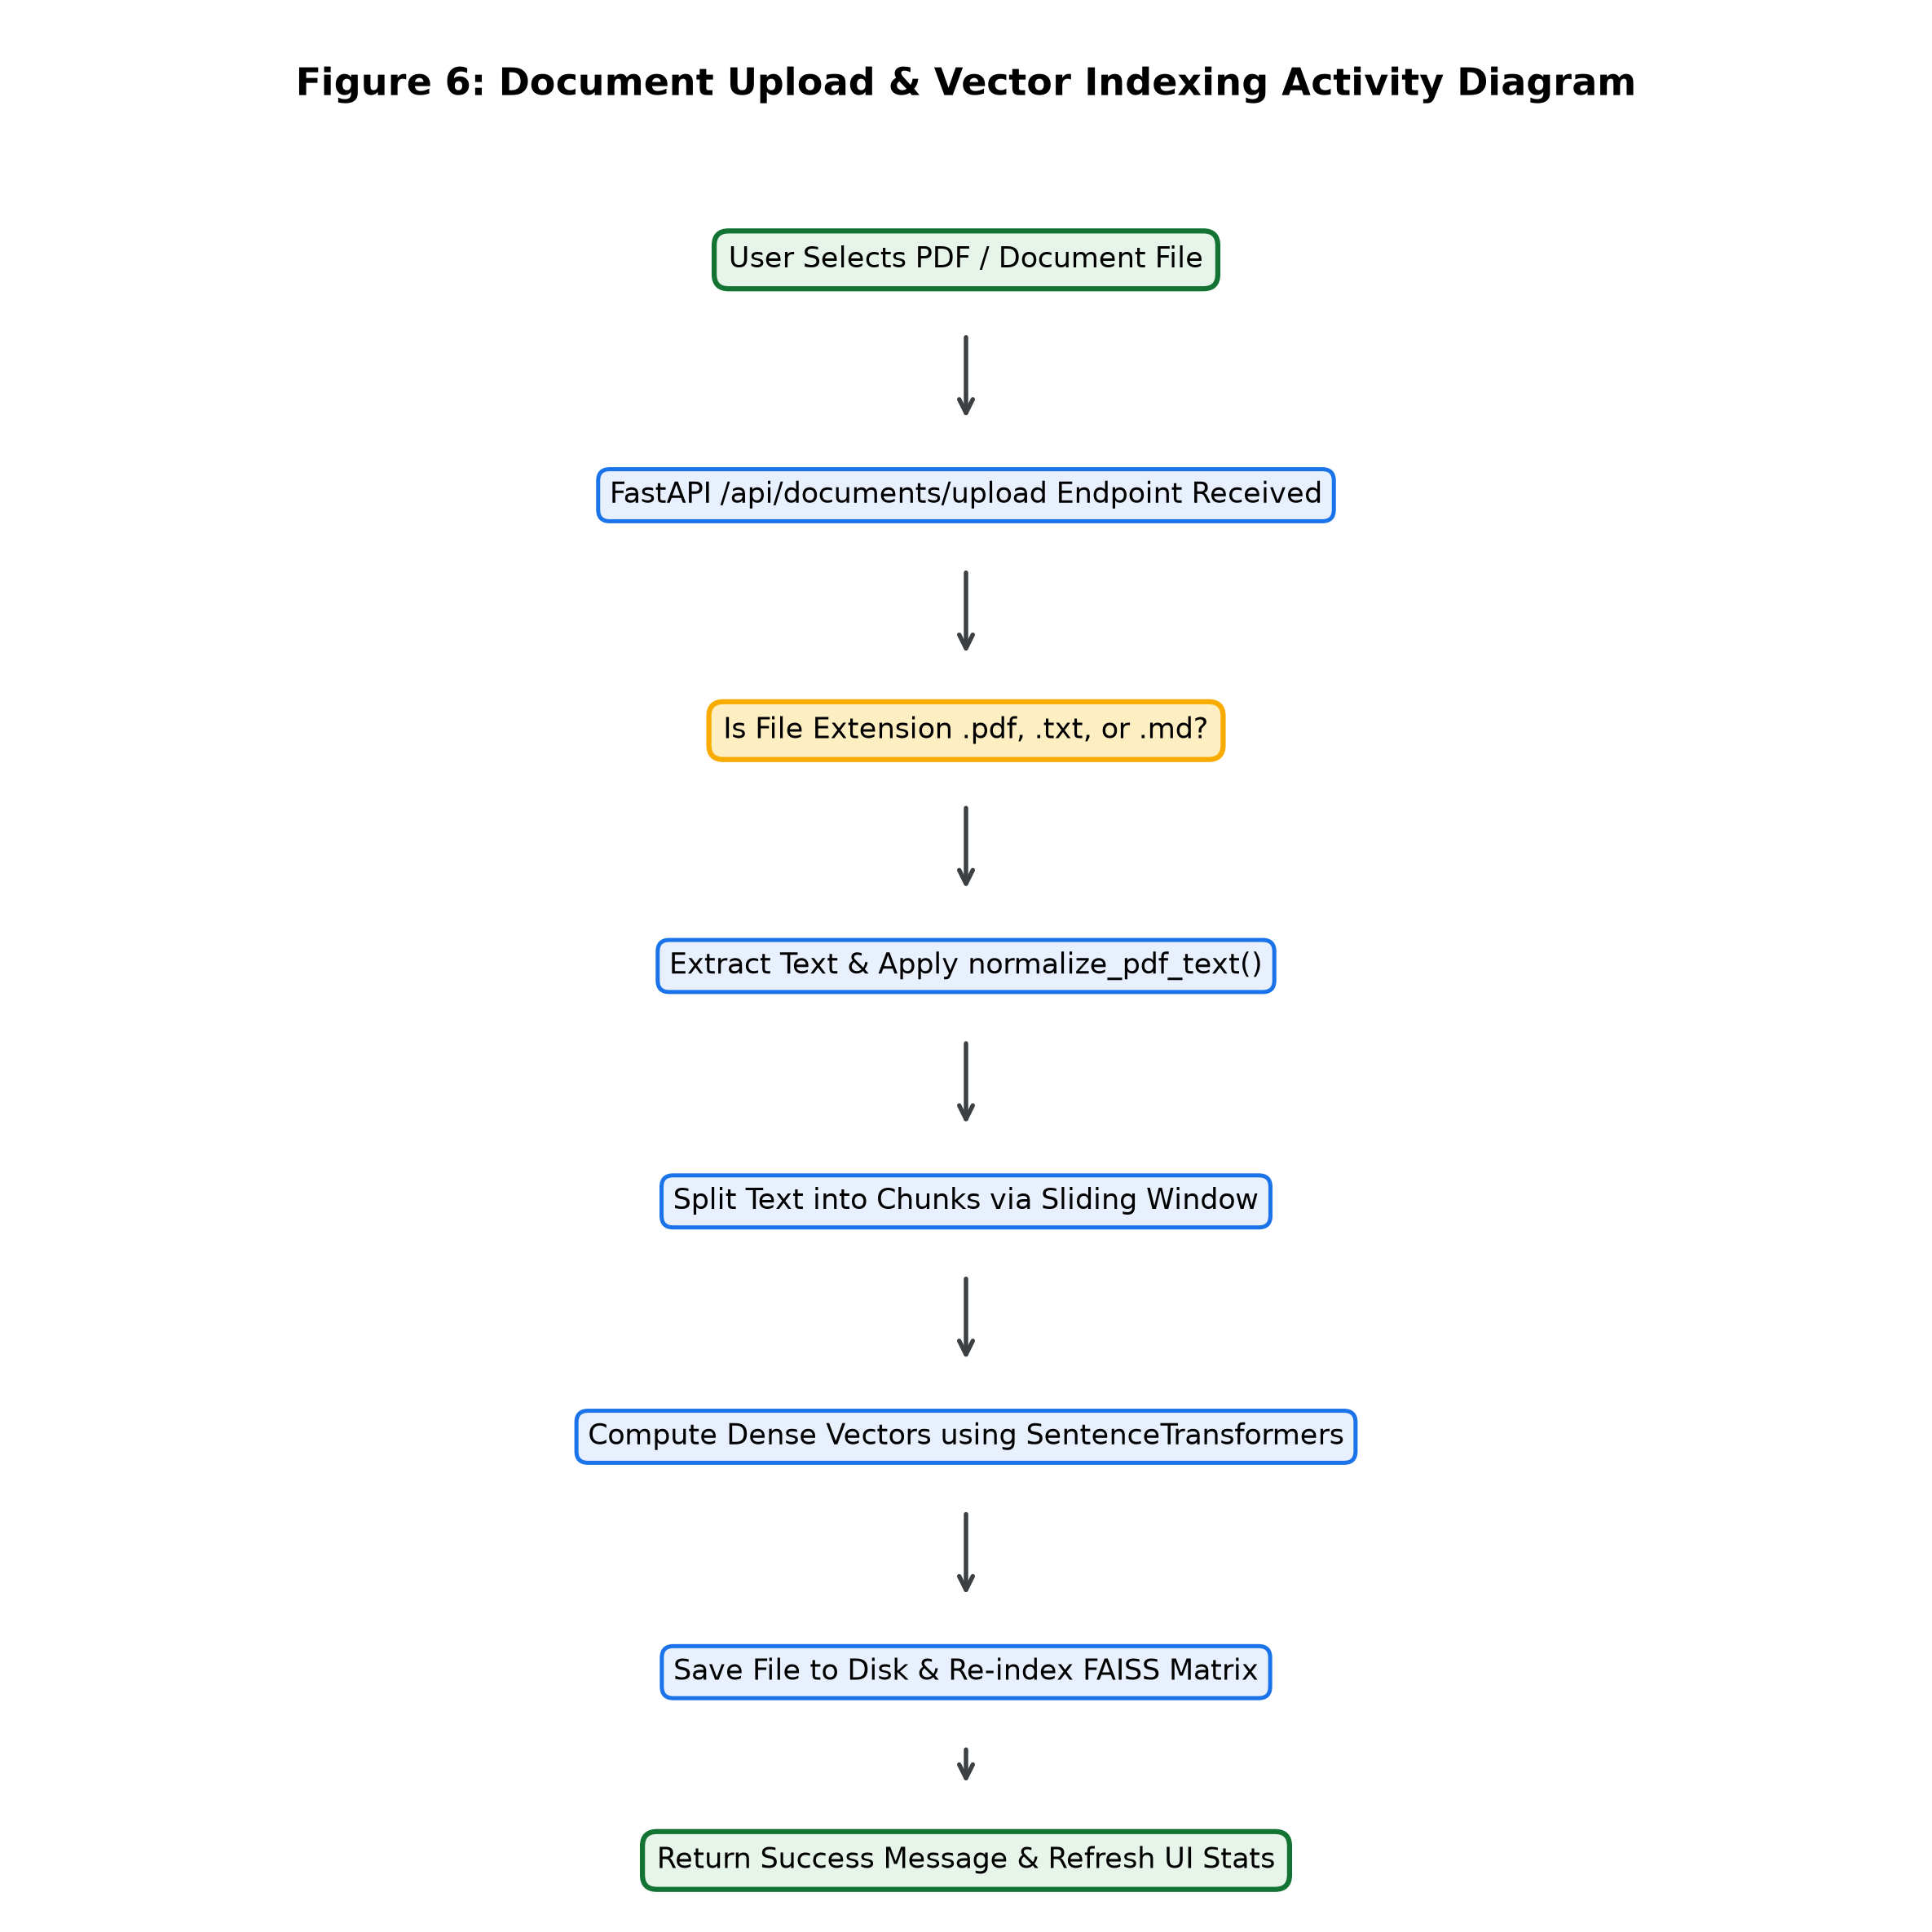 Figure 6: Document Upload & Vector Indexing Activity Diagram
User Selects PDF / Document File
FastAPI /api/documents/upload Endpoint Received
Is File Extension .pdf, .txt, or .md?
Extract Text & Apply normalize_pdf_text()
Split Text into Chunks via Sliding Window
Compute Dense Vectors using SentenceTransformers
Save File to Disk & Re-index FAISS Matrix
Return Success Message & Refresh UI Stats